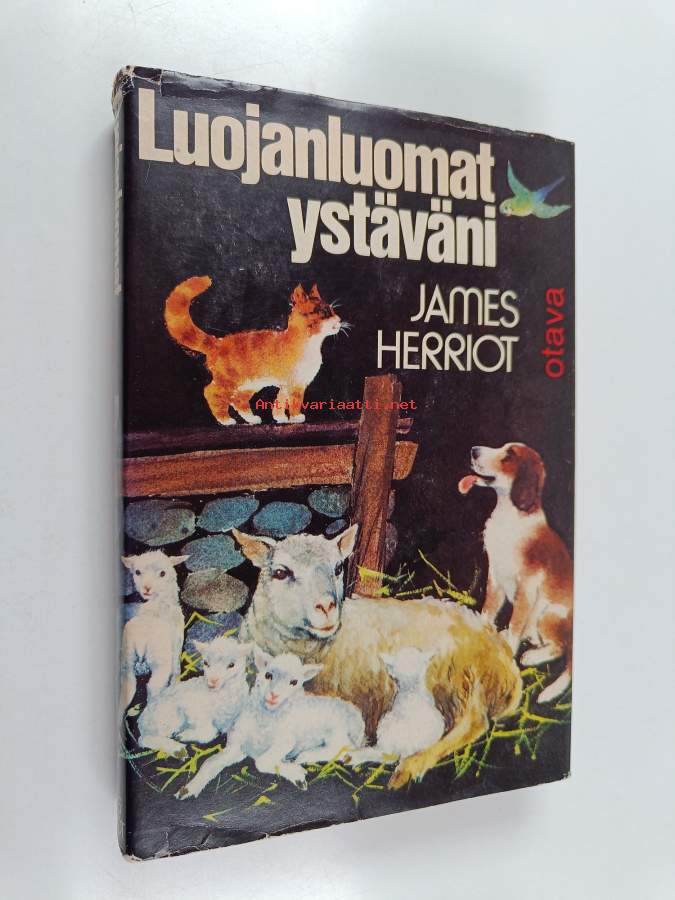 Luojanluomat
ystäväni
JAMES
HERRIOT
otava
Antikvariaatti.net